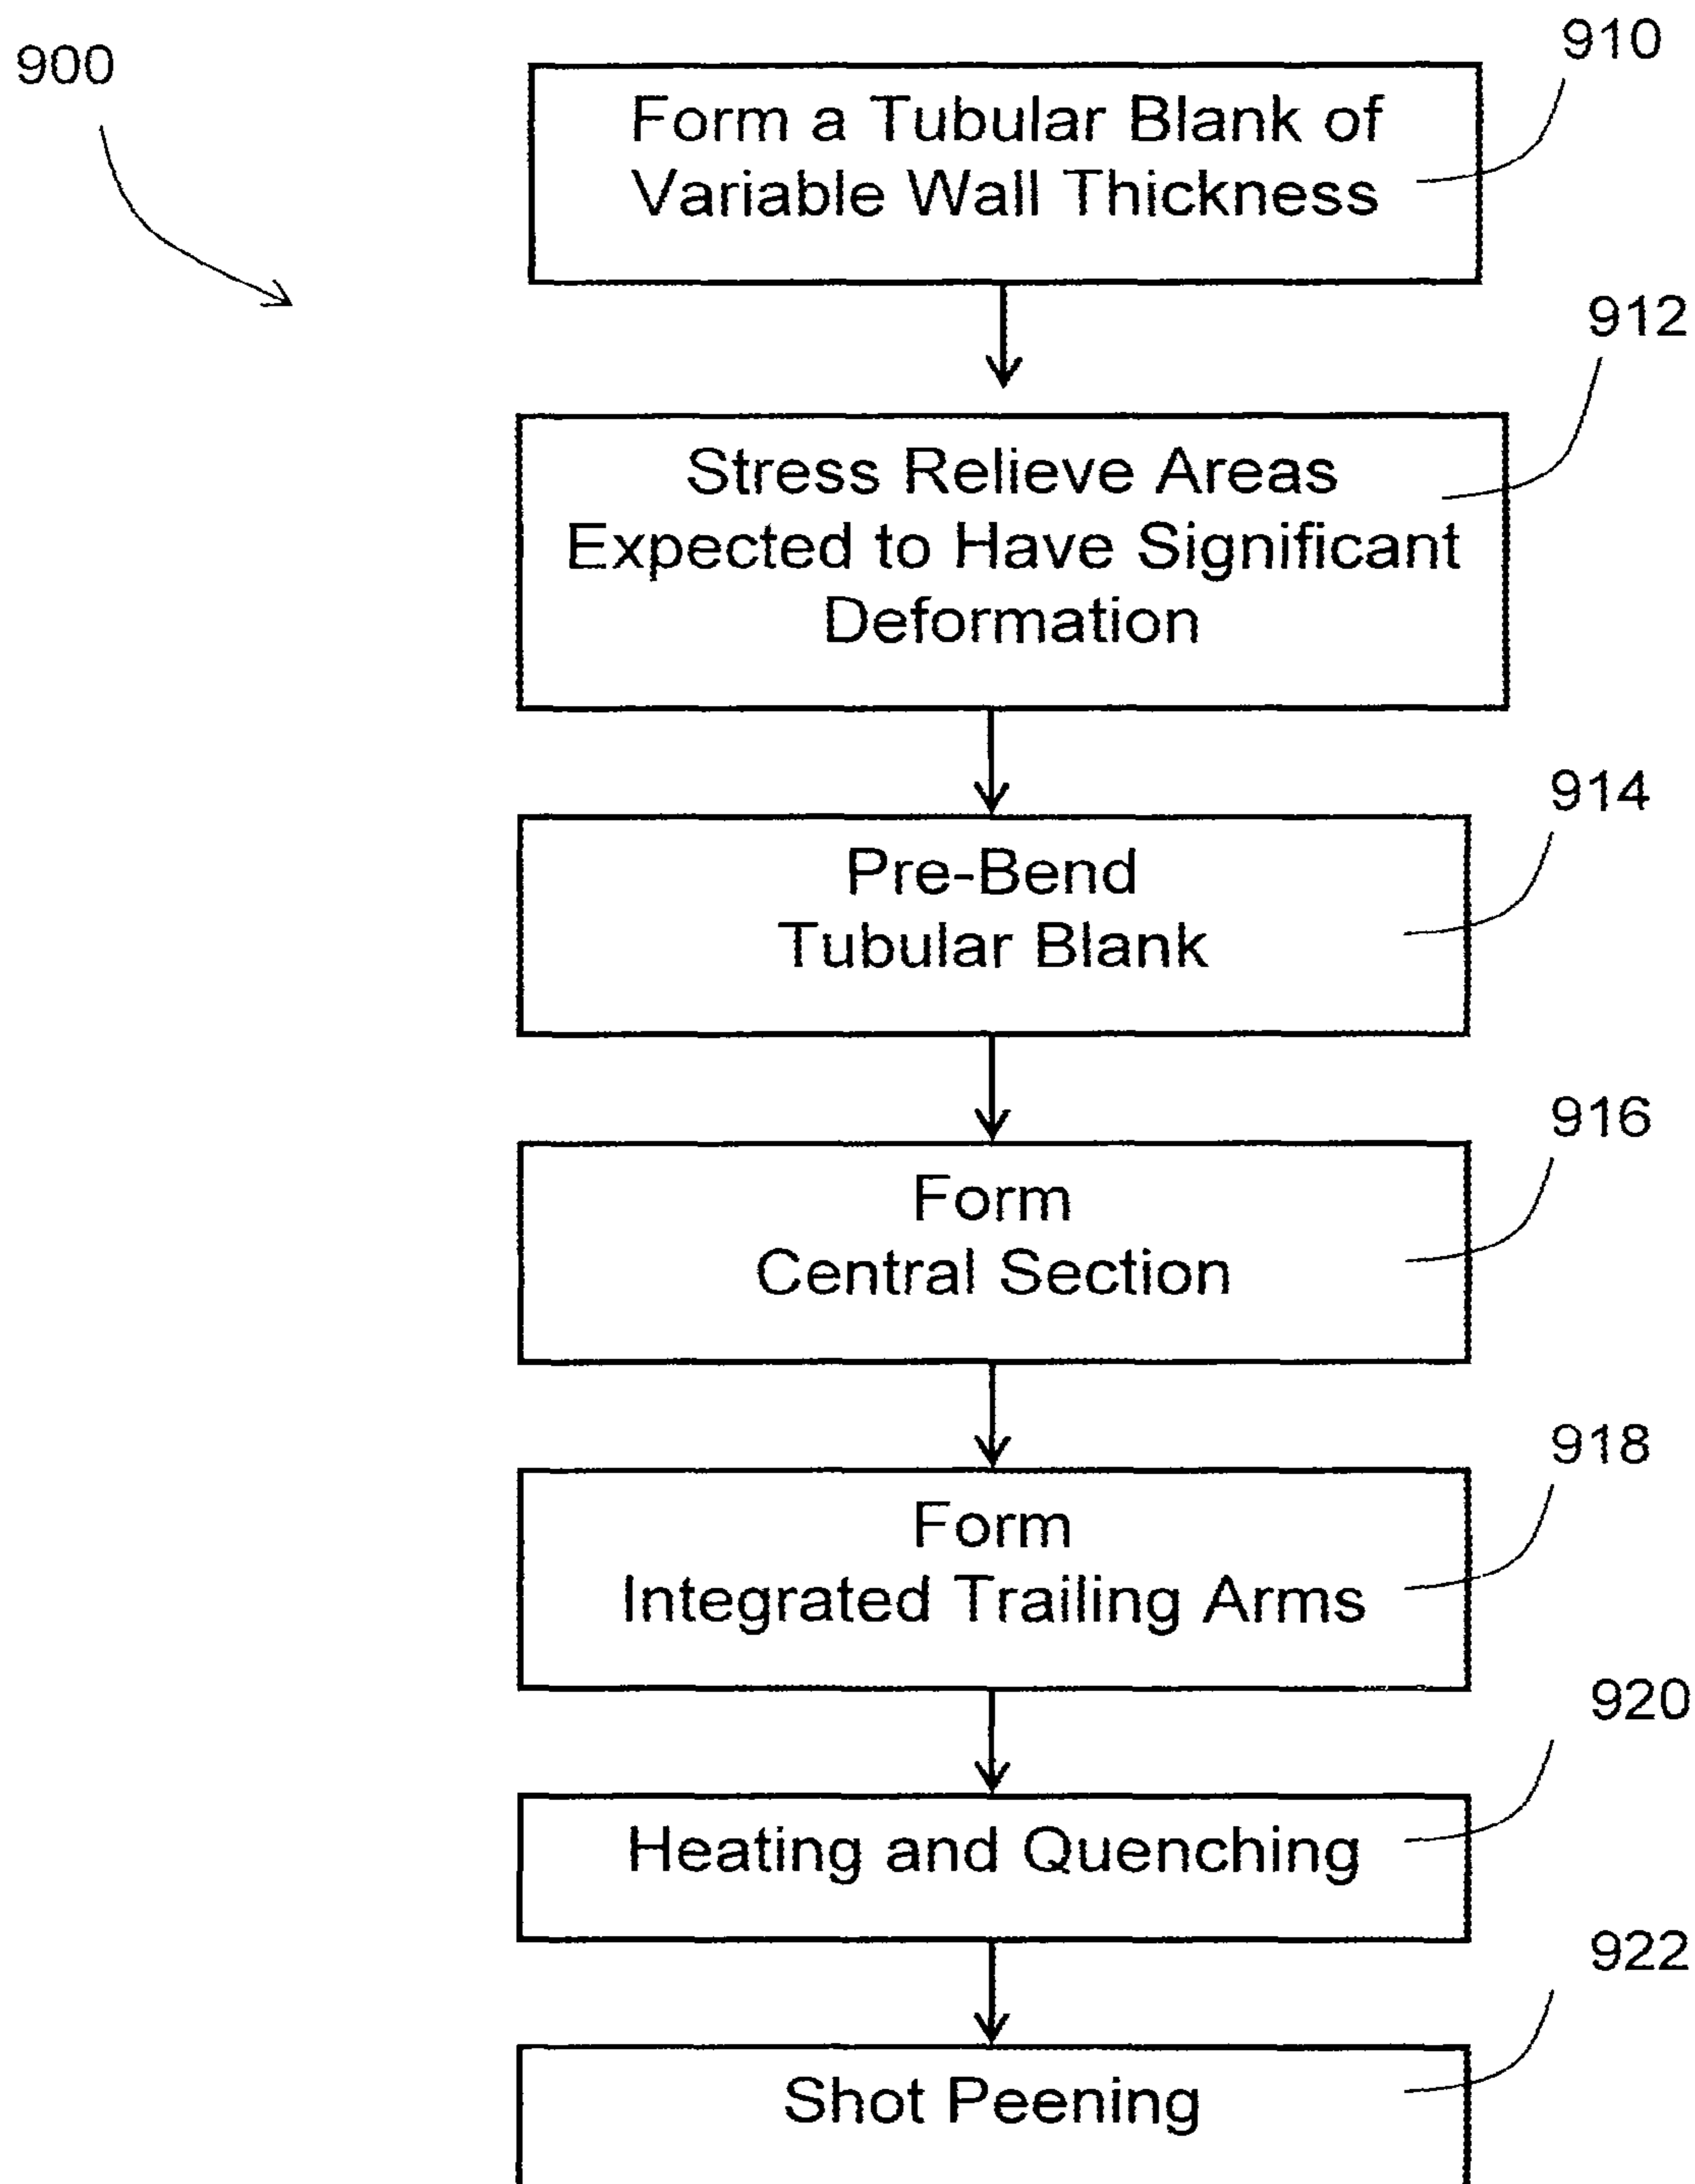 900
910
Form a Tubular Blank of
Variable Wall Thickness
912
Stress Relieve Areas
Expected to Have Significant
Deformation
914
Pre-Bend
Tubular Blank
916
Form
Central Section
918
Form
Integrated Trailing Arms
920
Heating and Quenching
922
Shot Peening